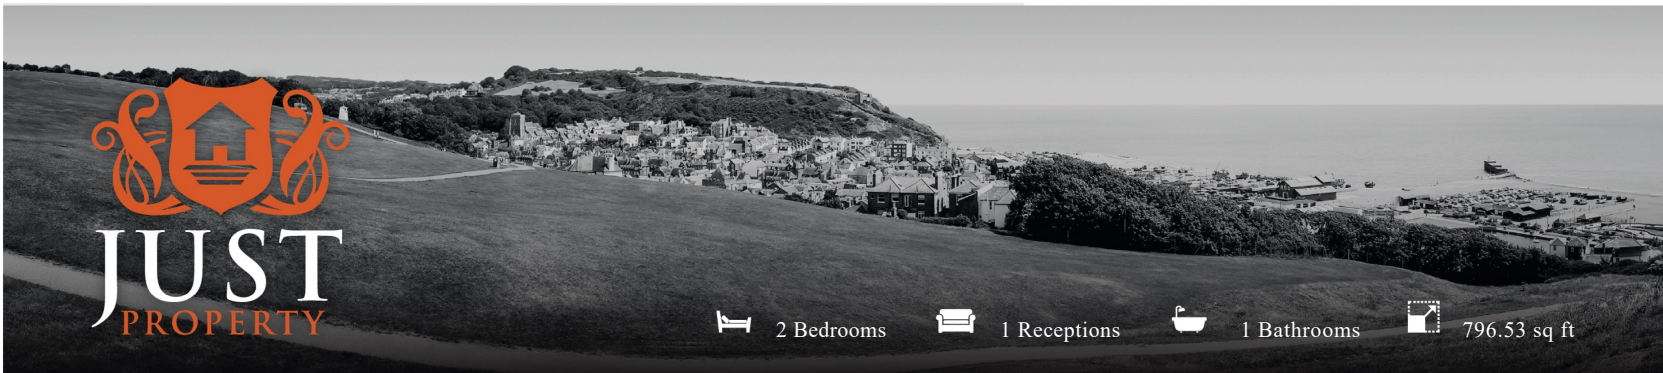 JUST
PROPERTY
2 Bedrooms
1 Receptions
1 Bathrooms
796.53 sq ft